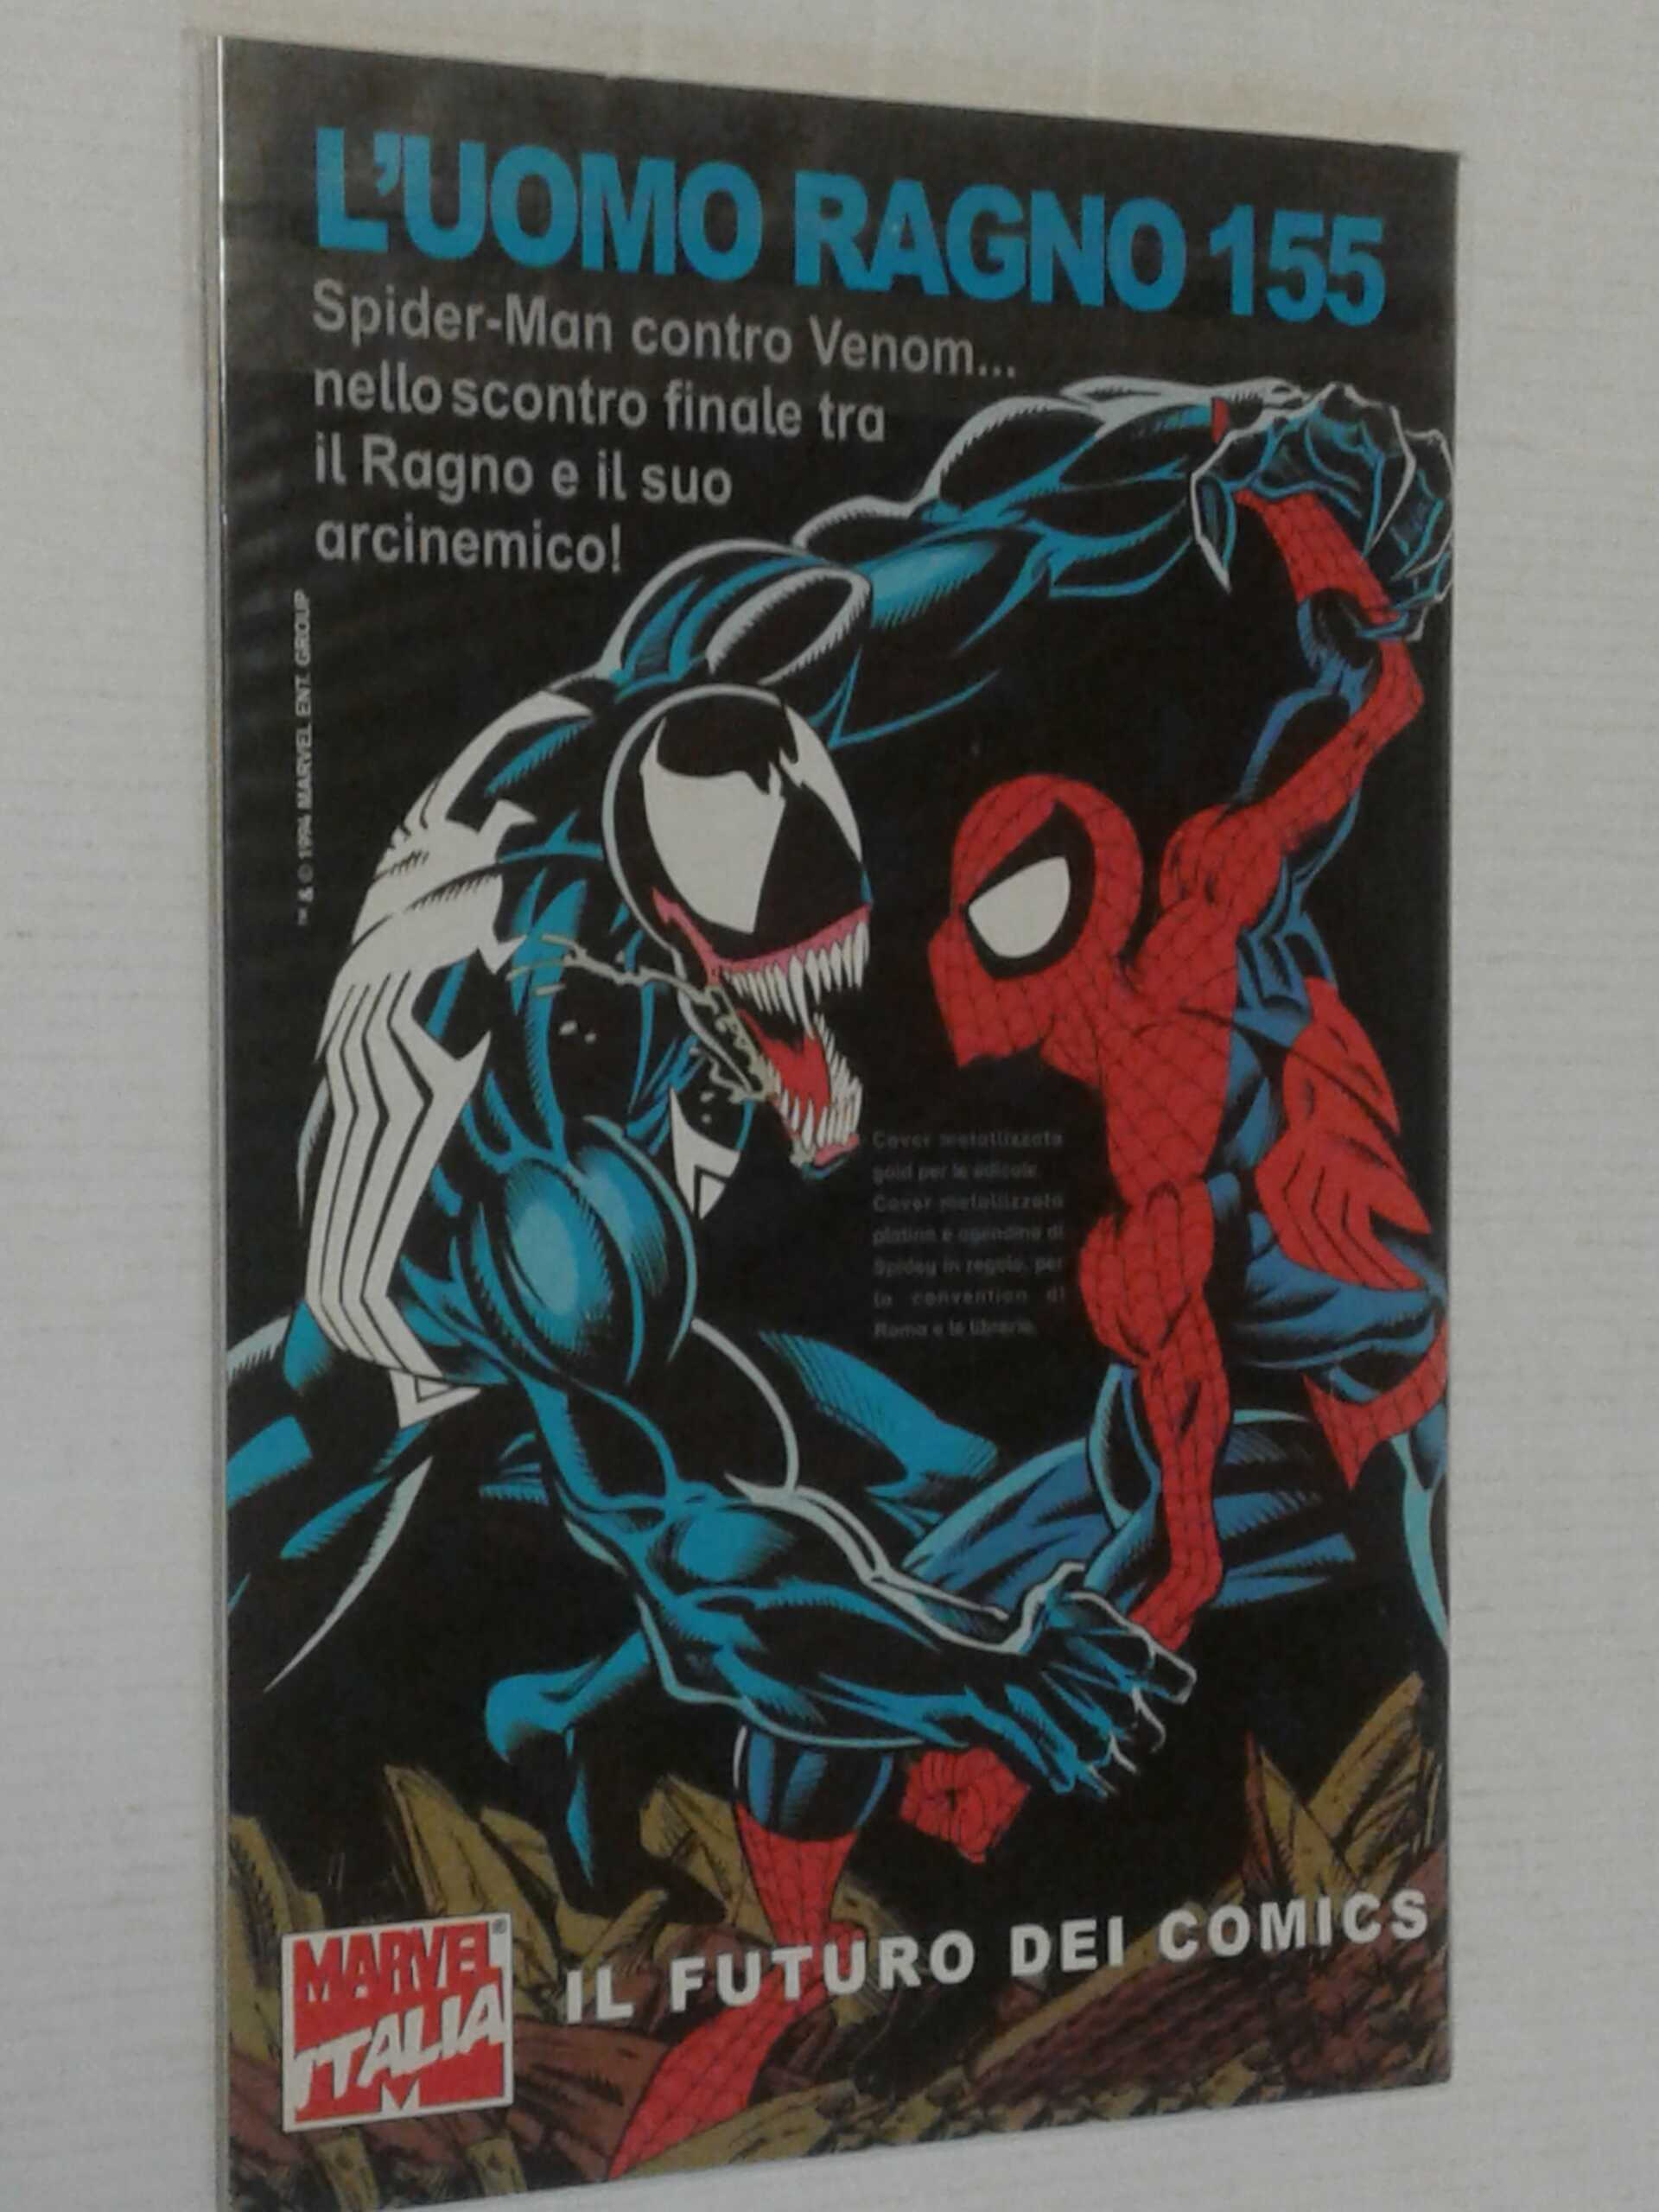 L'UOMO RAGNO 155
Spider-Man contro Venom...
nello scontro finale tra
il Ragno e il suo
arcinemico!
™ & © 1994 MARVEL ENT. GROUP
Cover metallizzata
gold per le edicole.
Cover metallizzata
platino e agendina di
Spidey in regalo, per
la convention di
Roma e le librerie.
MARVEL®
ITALIA
IL FUTURO DEI COMICS